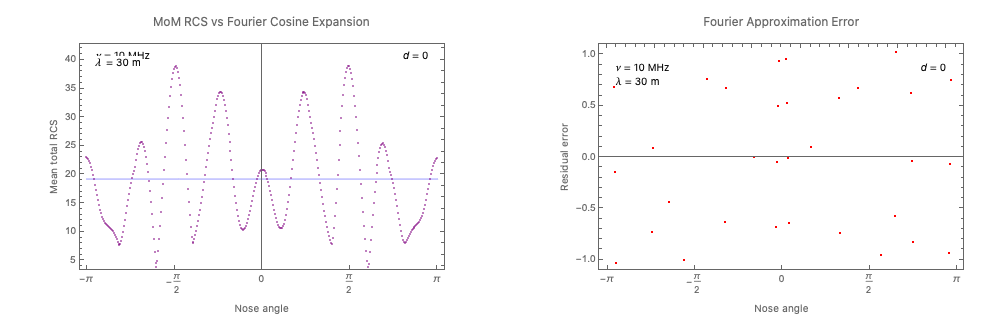 MoM RCS vs Fourier Cosine Expansion
ν = 10 MHz
λ = 30 m
d = 0
Mean total RCS
40
35
30
25
20
15
10
5
−π
−π/2
0
π/2
π
Nose angle
Fourier Approximation Error
ν = 10 MHz
λ = 30 m
d = 0
Residual error
1.0
0.5
0.0
−0.5
−1.0
−π
−π/2
0
π/2
π
Nose angle